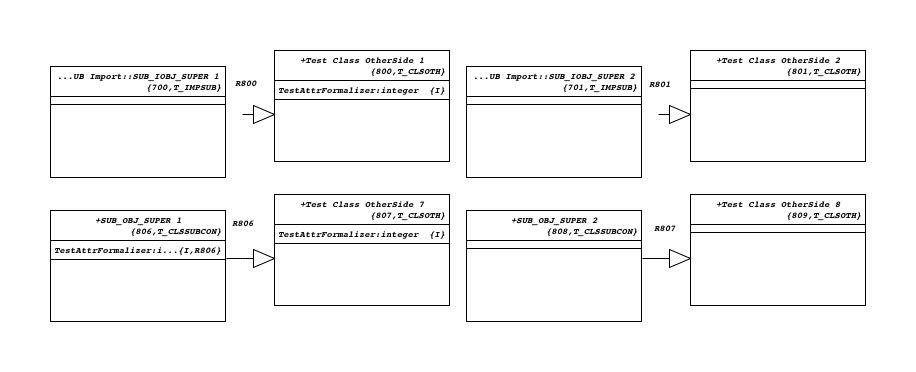 ...UB Import::SUB_IOBJ_SUPER 1
{700,T_IMPSUB}
R800
+Test Class OtherSide 1
{800,T_CLSOTH}
TestAttrFormalizer:integer {I}
...UB Import::SUB_IOBJ_SUPER 2
{701,T_IMPSUB}
R801
+Test Class OtherSide 2
{801,T_CLSOTH}
+SUB_OBJ_SUPER 1
{806,T_CLSSUBCON}
TestAttrFormalizer:i...{I,R806}
R806
+Test Class OtherSide 7
{807,T_CLSOTH}
TestAttrFormalizer:integer {I}
+SUB_OBJ_SUPER 2
{808,T_CLSSUBCON}
R807
+Test Class OtherSide 8
{809,T_CLSOTH}